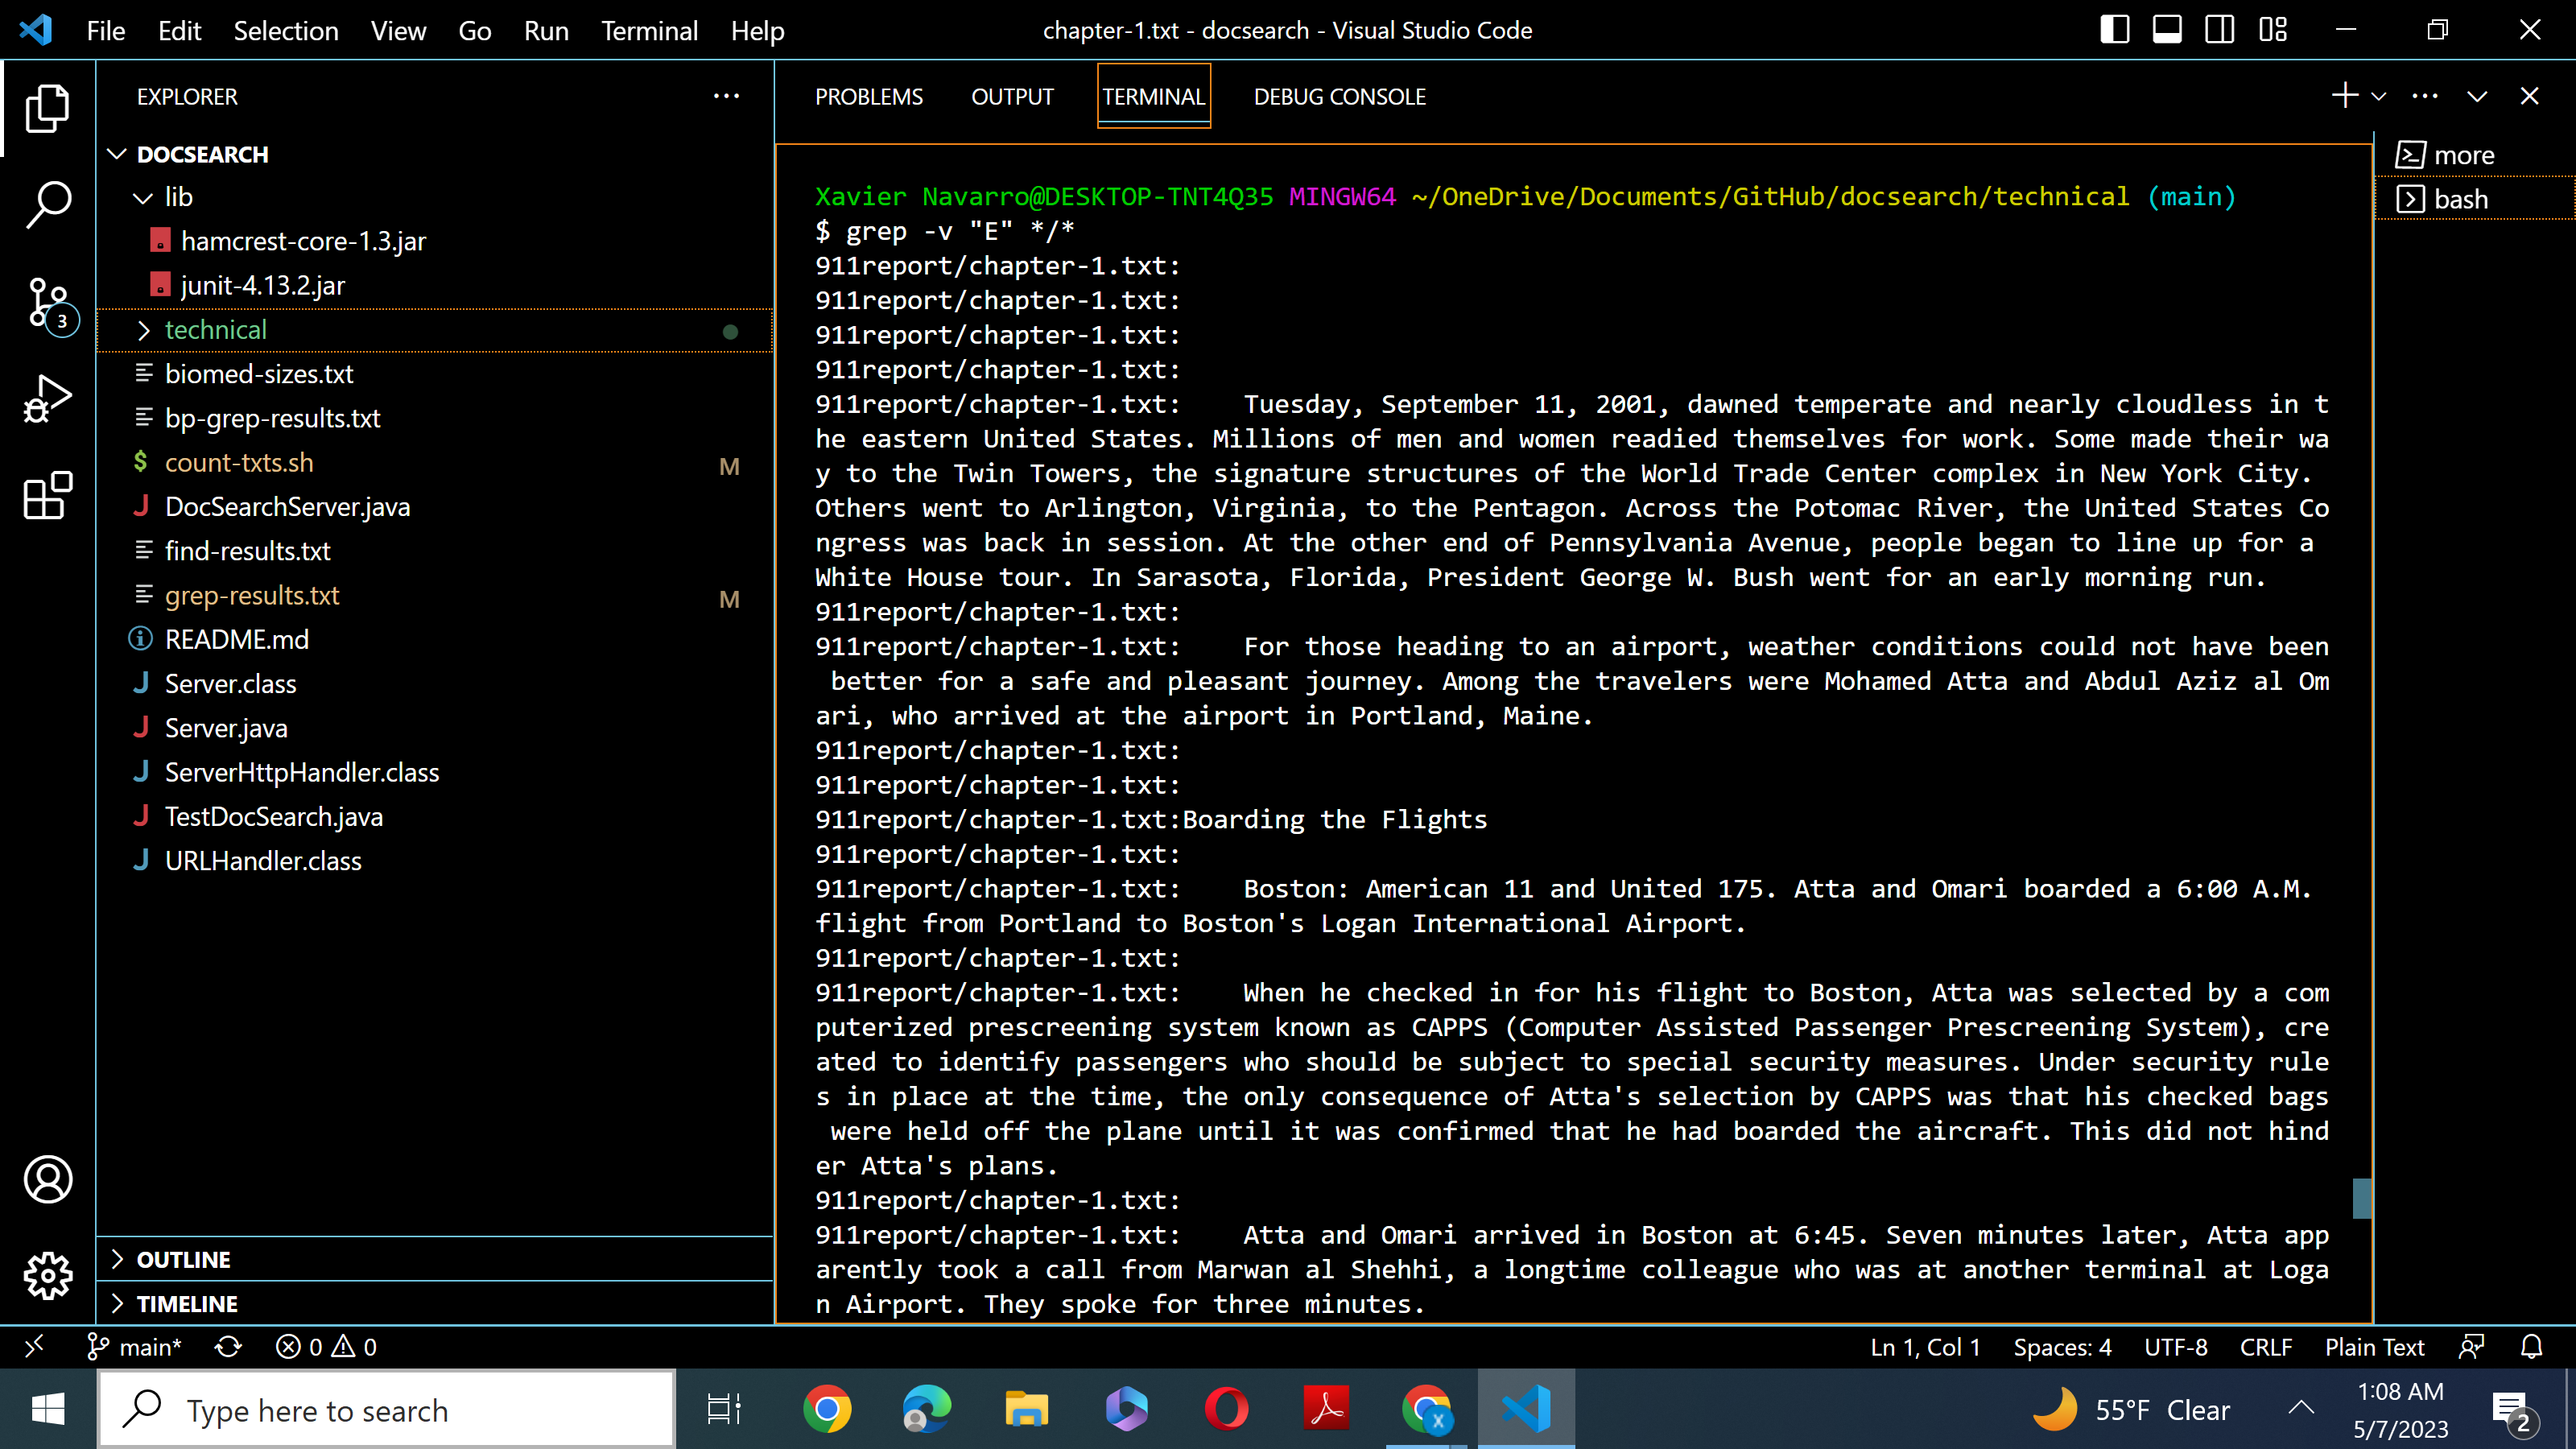 File Edit Selection View Go Run Terminal Help chapter-1.txt - docsearch - Visual Studio Code
EXPLORER
DOCSEARCH
lib
hamcrest-core-1.3.jar
junit-4.13.2.jar
3
technical
biomed-sizes.txt
bp-grep-results.txt
count-txts.sh M
DocSearchServer.java
find-results.txt
grep-results.txt M
README.md
Server.class
Server.java
ServerHttpHandler.class
TestDocSearch.java
URLHandler.class
OUTLINE
TIMELINE
PROBLEMS OUTPUT TERMINAL DEBUG CONSOLE
more
bash
Xavier Navarro@DESKTOP-TNT4Q35 MINGW64 ~/OneDrive/Documents/GitHub/docsearch/technical (main)
$ grep -v "E" */*
911report/chapter-1.txt:
911report/chapter-1.txt:
911report/chapter-1.txt:
911report/chapter-1.txt:
911report/chapter-1.txt:    Tuesday, September 11, 2001, dawned temperate and nearly cloudless in t
he eastern United States. Millions of men and women readied themselves for work. Some made their wa
y to the Twin Towers, the signature structures of the World Trade Center complex in New York City.
Others went to Arlington, Virginia, to the Pentagon. Across the Potomac River, the United States Co
ngress was back in session. At the other end of Pennsylvania Avenue, people began to line up for a
White House tour. In Sarasota, Florida, President George W. Bush went for an early morning run.
911report/chapter-1.txt:
911report/chapter-1.txt:    For those heading to an airport, weather conditions could not have been
 better for a safe and pleasant journey. Among the travelers were Mohamed Atta and Abdul Aziz al Om
ari, who arrived at the airport in Portland, Maine.
911report/chapter-1.txt:
911report/chapter-1.txt:
911report/chapter-1.txt:Boarding the Flights
911report/chapter-1.txt:
911report/chapter-1.txt:    Boston: American 11 and United 175. Atta and Omari boarded a 6:00 A.M.
flight from Portland to Boston's Logan International Airport.
911report/chapter-1.txt:
911report/chapter-1.txt:    When he checked in for his flight to Boston, Atta was selected by a com
puterized prescreening system known as CAPPS (Computer Assisted Passenger Prescreening System), cre
ated to identify passengers who should be subject to special security measures. Under security rule
s in place at the time, the only consequence of Atta's selection by CAPPS was that his checked bags
 were held off the plane until it was confirmed that he had boarded the aircraft. This did not hind
er Atta's plans.
911report/chapter-1.txt:
911report/chapter-1.txt:    Atta and Omari arrived in Boston at 6:45. Seven minutes later, Atta app
arently took a call from Marwan al Shehhi, a longtime colleague who was at another terminal at Loga
n Airport. They spoke for three minutes.
main* 0 0 Ln 1, Col 1 Spaces: 4 UTF-8 CRLF Plain Text
Type here to search
X
55°F Clear
1:08 AM
5/7/2023
2